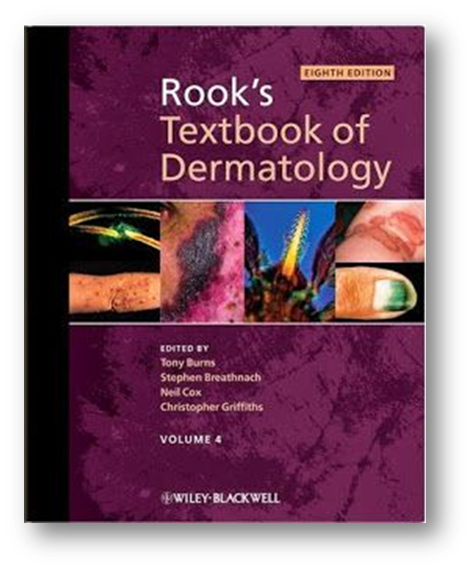 EIGHTH EDITION
Rook's
Textbook of
Dermatology
EDITED BY
Tony Burns
Stephen Breathnach
Neil Cox
Christopher Griffiths
VOLUME 4
WILEY-BLACKWELL